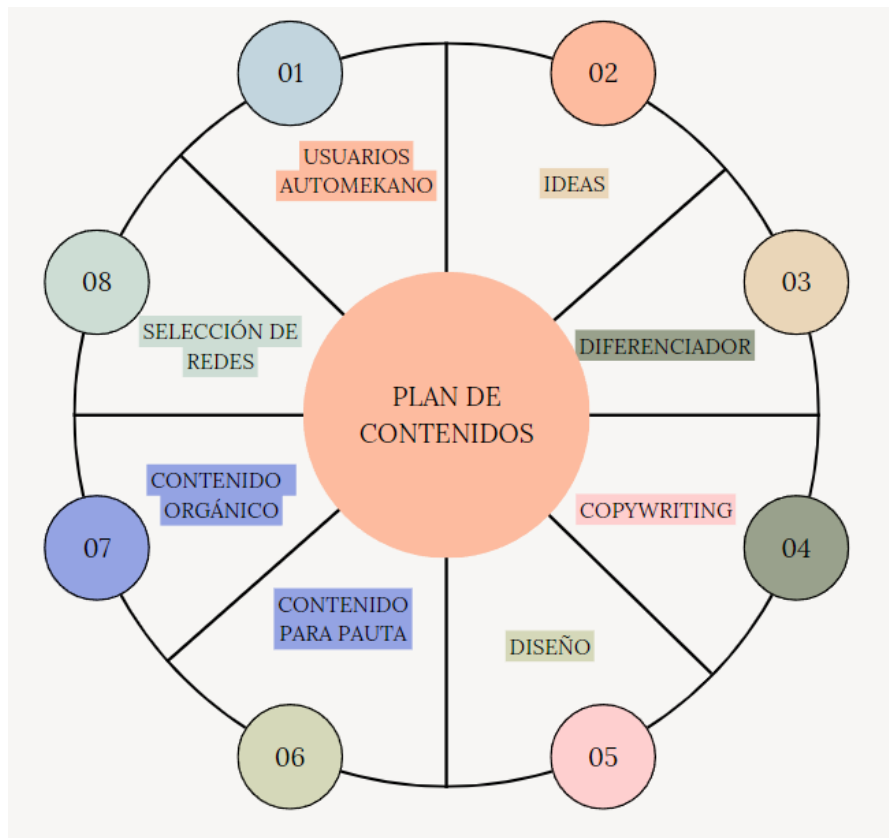 01
USUARIOS
AUTOMEKANO
02
IDEAS
03
DIFERENCIADOR
04
COPYWRITING
05
DISEÑO
06
CONTENIDO
PARA PAUTA
07
CONTENIDO
ORGÁNICO
08
SELECCIÓN DE
REDES
PLAN DE
CONTENIDOS